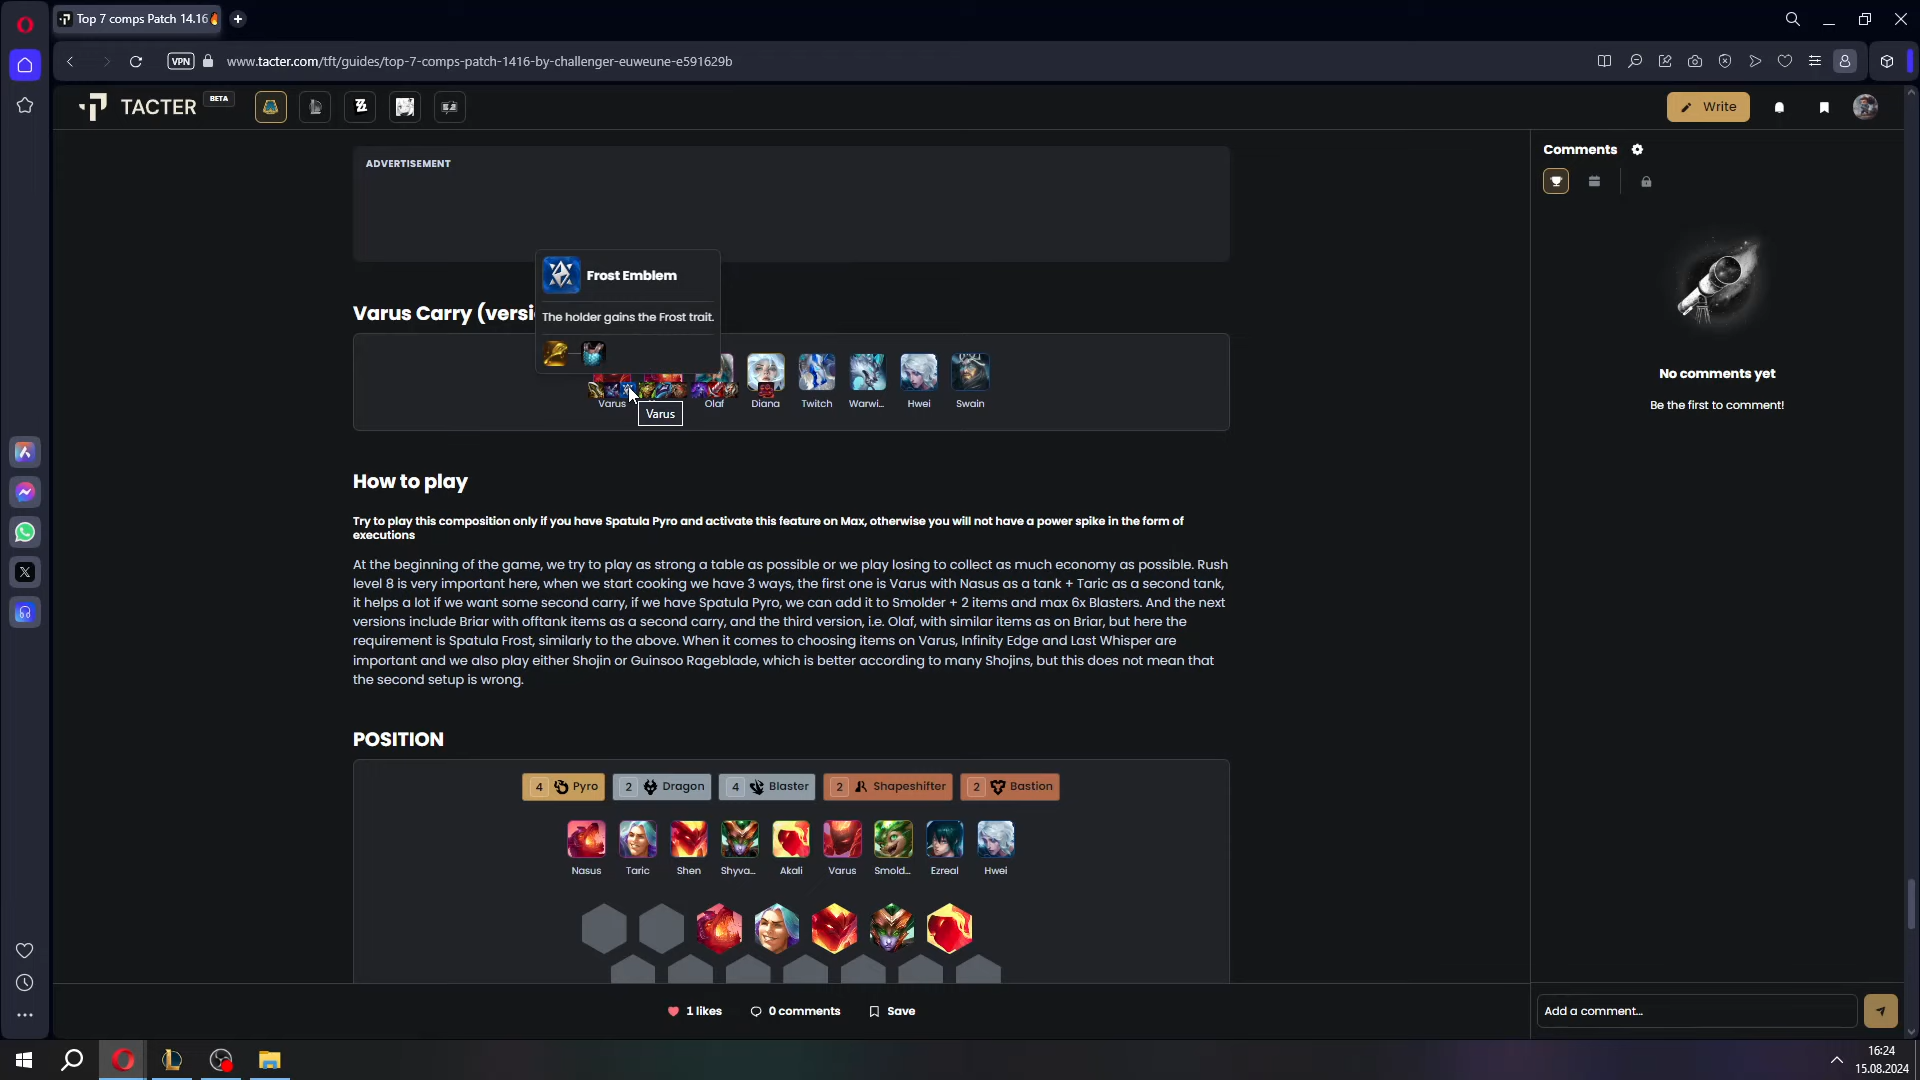 Top 7 comps Patch 14.16
VPN
www.tacter.com/tft/guides/top-7-comps-patch-1416-by-challenger-euweune-e591629b
TACTER
BETA
Write
ADVERTISEMENT
Frost Emblem
The holder gains the Frost trait.
Varus Carry (versi
Varus
Olaf
Diana
Twitch
Warwi...
Hwei
Swain
Varus
How to play
Try to play this composition only if you have Spatula Pyro and activate this feature on Max, otherwise you will not have a power spike in the form of
executions
At the beginning of the game, we try to play as strong a table as possible or we play losing to collect as much economy as possible. Rush
level 8 is very important here, when we start cooking we have 3 ways, the first one is Varus with Nasus as a tank + Taric as a second tank,
it helps a lot if we want some second carry, if we have Spatula Pyro, we can add it to Smolder + 2 items and max 6x Blasters. And the next
versions include Briar with offtank items as a second carry, and the third version, i.e. Olaf, with similar items as on Briar, but here the
requirement is Spatula Frost, similarly to the above. When it comes to choosing items on Varus, Infinity Edge and Last Whisper are
important and we also play either Shojin or Guinsoo Rageblade, which is better according to many Shojins, but this does not mean that
the second setup is wrong.
POSITION
4 Pyro
2 Dragon
4 Blaster
2 Shapeshifter
2 Bastion
Nasus
Taric
Shen
Shyva...
Akali
Varus
Smold...
Ezreal
Hwei
1 likes
0 comments
Save
Comments
No comments yet
Be the first to comment!
Add a comment...
16:24
15.08.2024